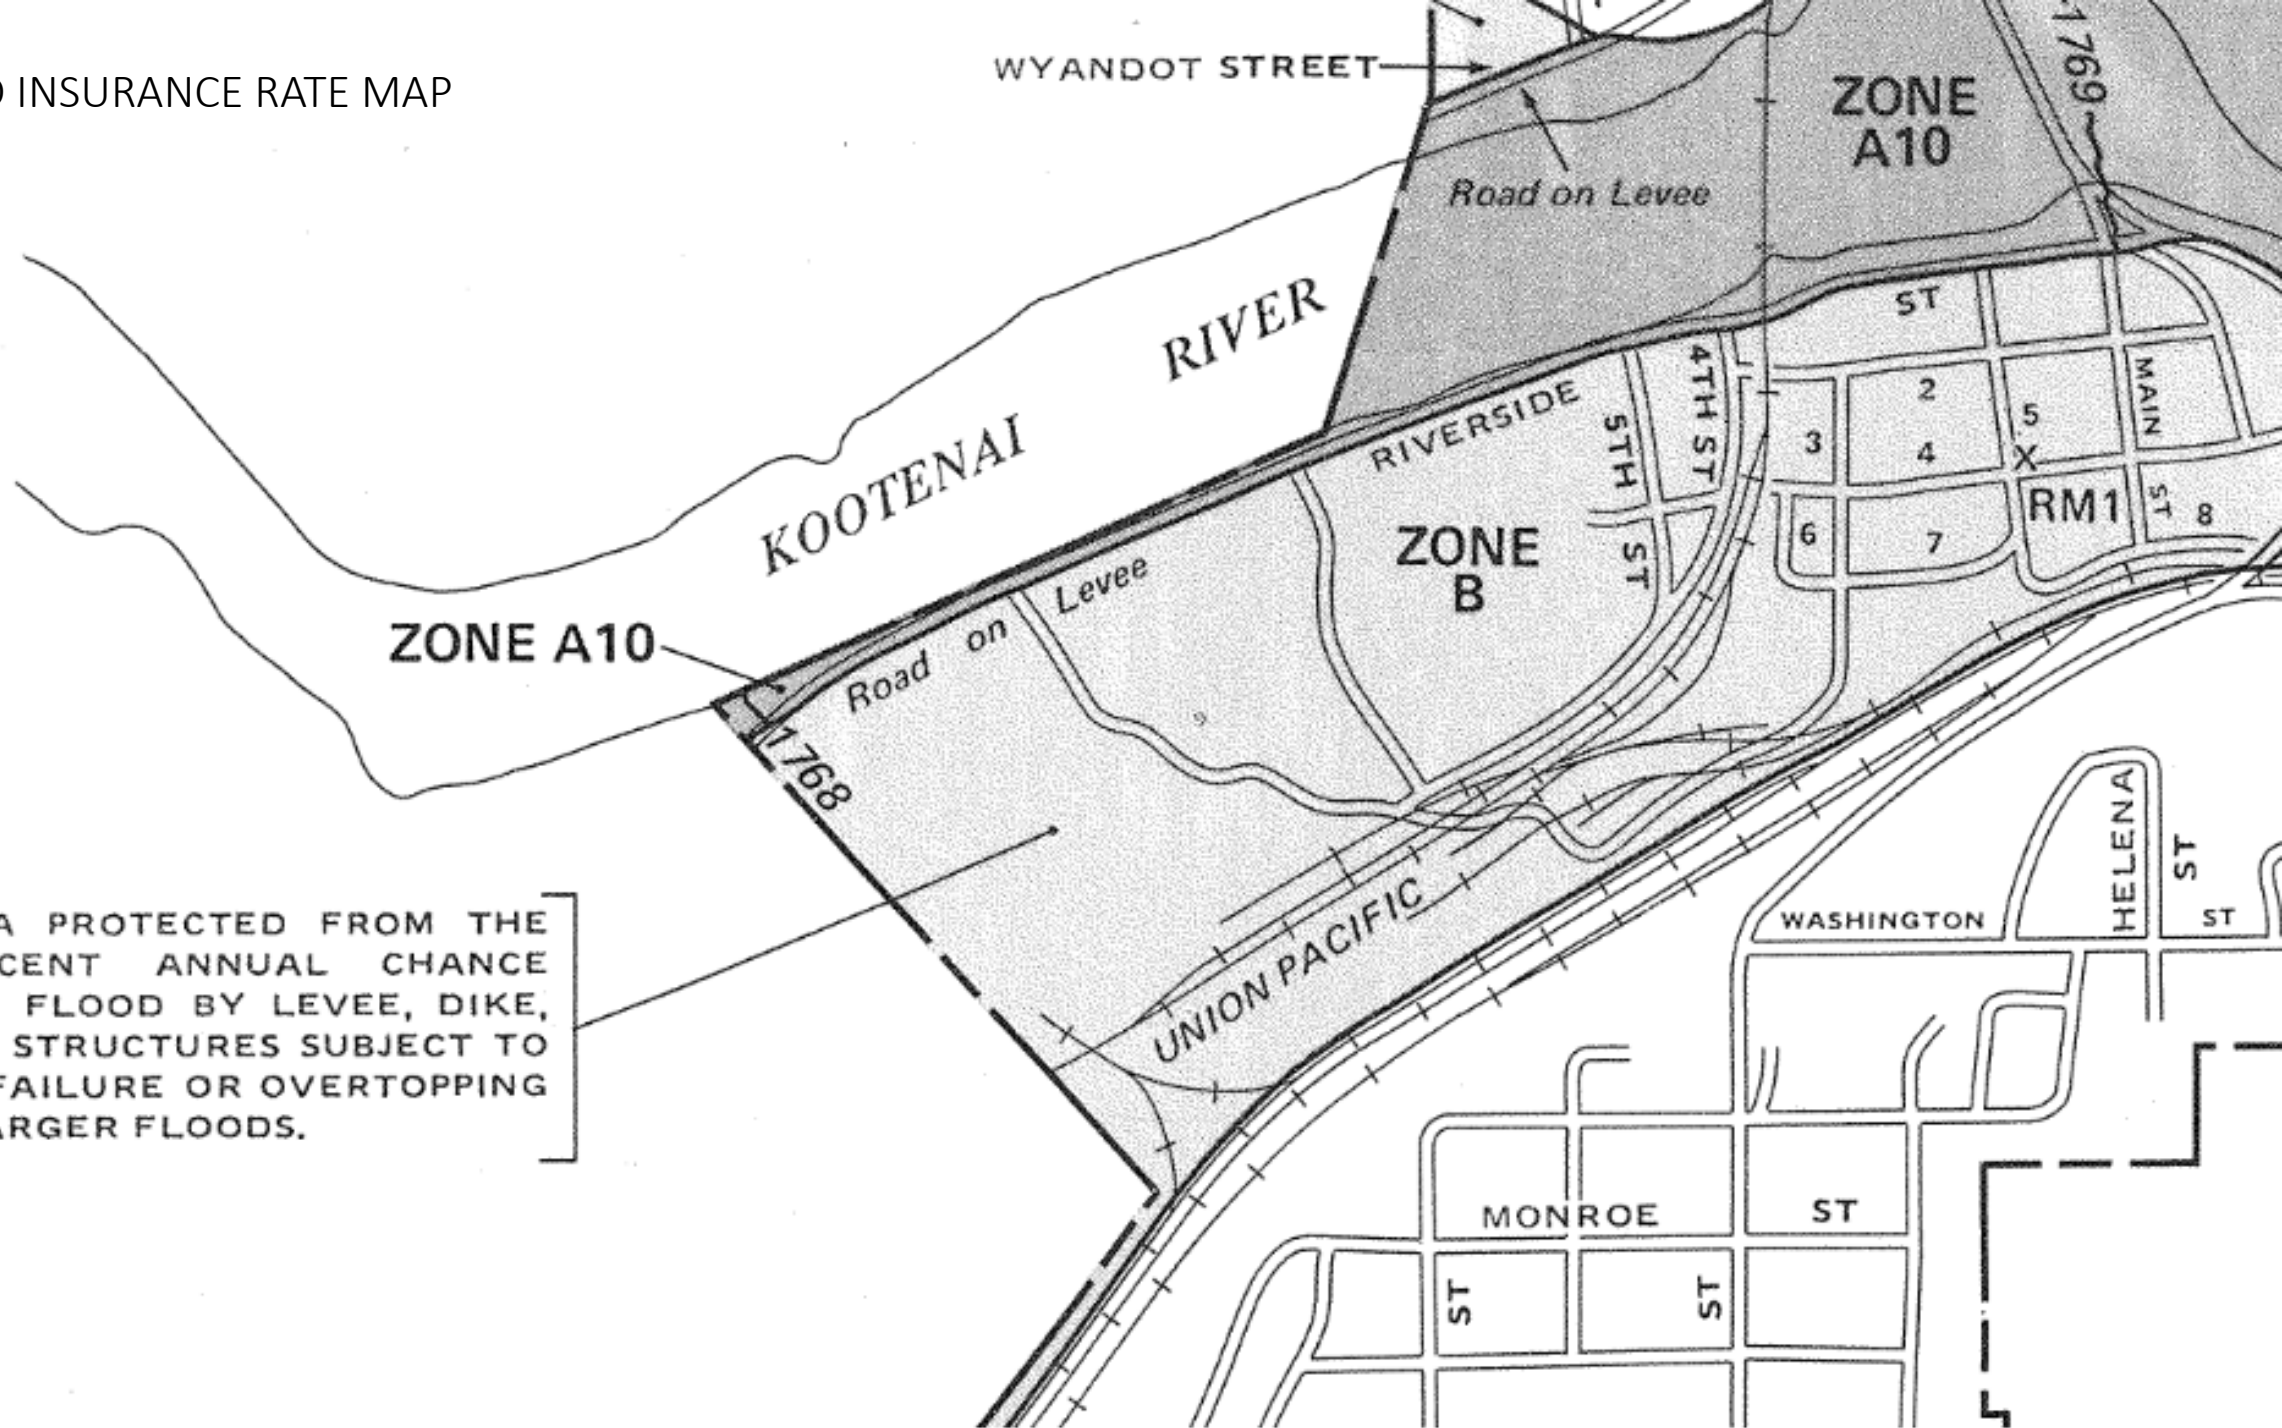 INSURANCE RATE MAP
WYANDOT STREET
1769
ZONE
A10
Road on Levee
KOOTENAI RIVER
ST
RIVERSIDE
5TH
ST
4TH ST
MAIN
ST
2
3
4
5
X
RM1
6
7
8
ZONE
B
ZONE A10
Road on Levee
1768
UNION PACIFIC
PROTECTED FROM THE
ANNUAL CHANCE
FLOOD BY LEVEE, DIKE,
STRUCTURES SUBJECT TO
FAILURE OR OVERTOPPING
FLOODS.
HELENA
ST
WASHINGTON ST
MONROE ST
ST
ST